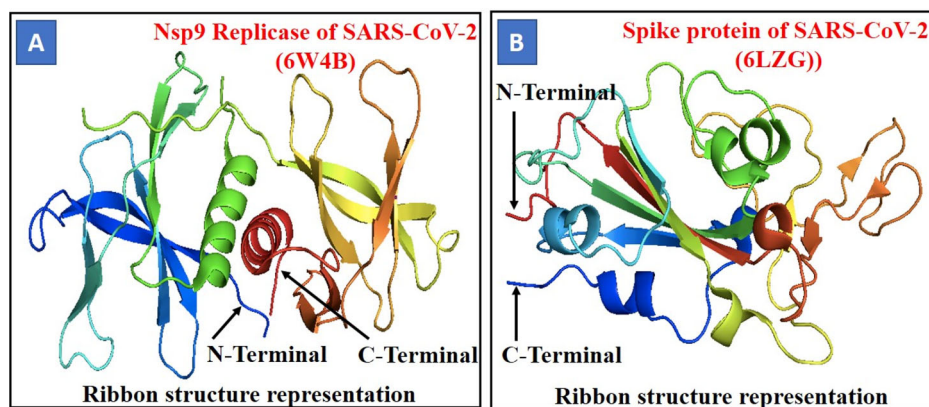 A
Nsp9 Replicase of SARS-CoV-2
(6W4B)
N-Terminal
C-Terminal
Ribbon structure representation
B
Spike protein of SARS-CoV-2
(6LZG))
N-Terminal
C-Terminal
Ribbon structure representation